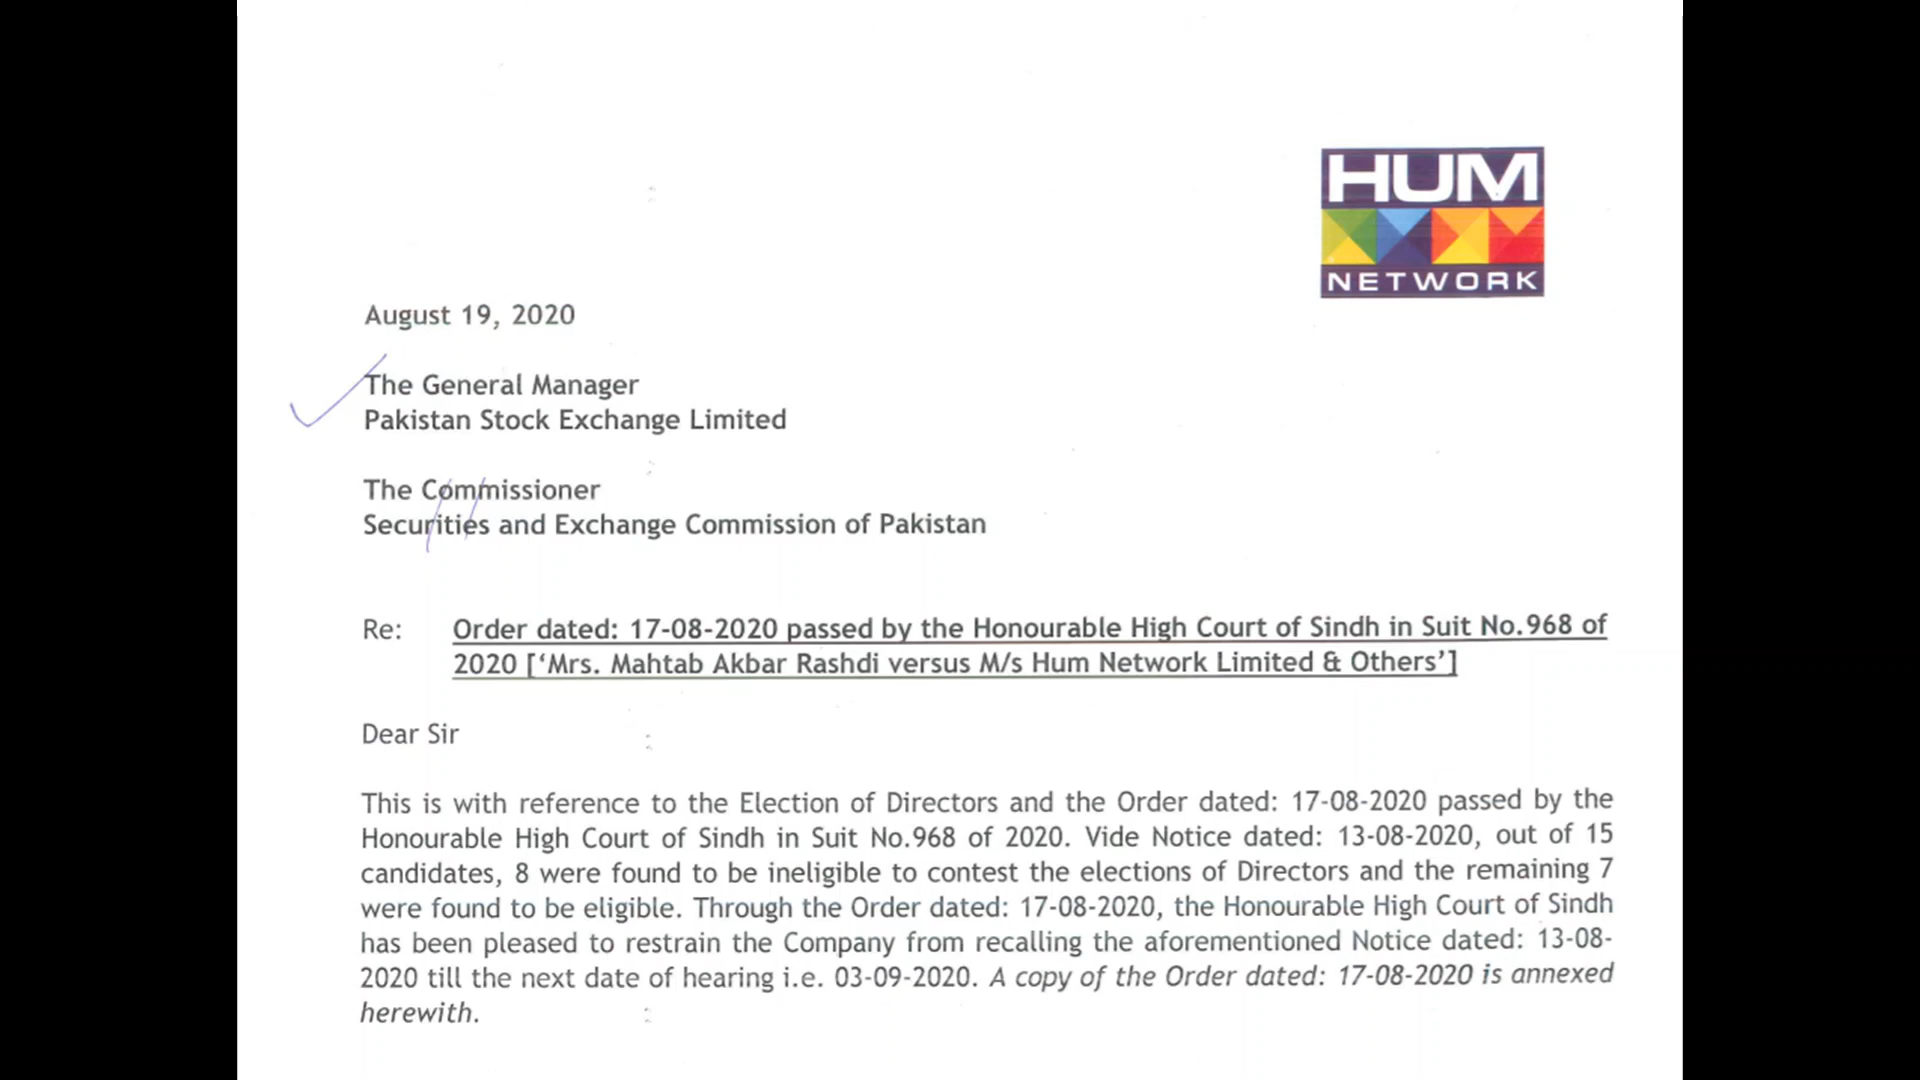 HUM
NETWORK
August 19, 2020
The General Manager
Pakistan Stock Exchange Limited
The Commissioner
Securities and Exchange Commission of Pakistan
Re: Order dated: 17-08-2020 passed by the Honourable High Court of Sindh in Suit No.968 of
2020 [‘Mrs. Mahtab Akbar Rashdi versus M/s Hum Network Limited & Others’]
Dear Sir
This is with reference to the Election of Directors and the Order dated: 17-08-2020 passed by the
Honourable High Court of Sindh in Suit No.968 of 2020. Vide Notice dated: 13-08-2020, out of 15
candidates, 8 were found to be ineligible to contest the elections of Directors and the remaining 7
were found to be eligible. Through the Order dated: 17-08-2020, the Honourable High Court of Sindh
has been pleased to restrain the Company from recalling the aforementioned Notice dated: 13-08-
2020 till the next date of hearing i.e. 03-09-2020. A copy of the Order dated: 17-08-2020 is annexed
herewith.